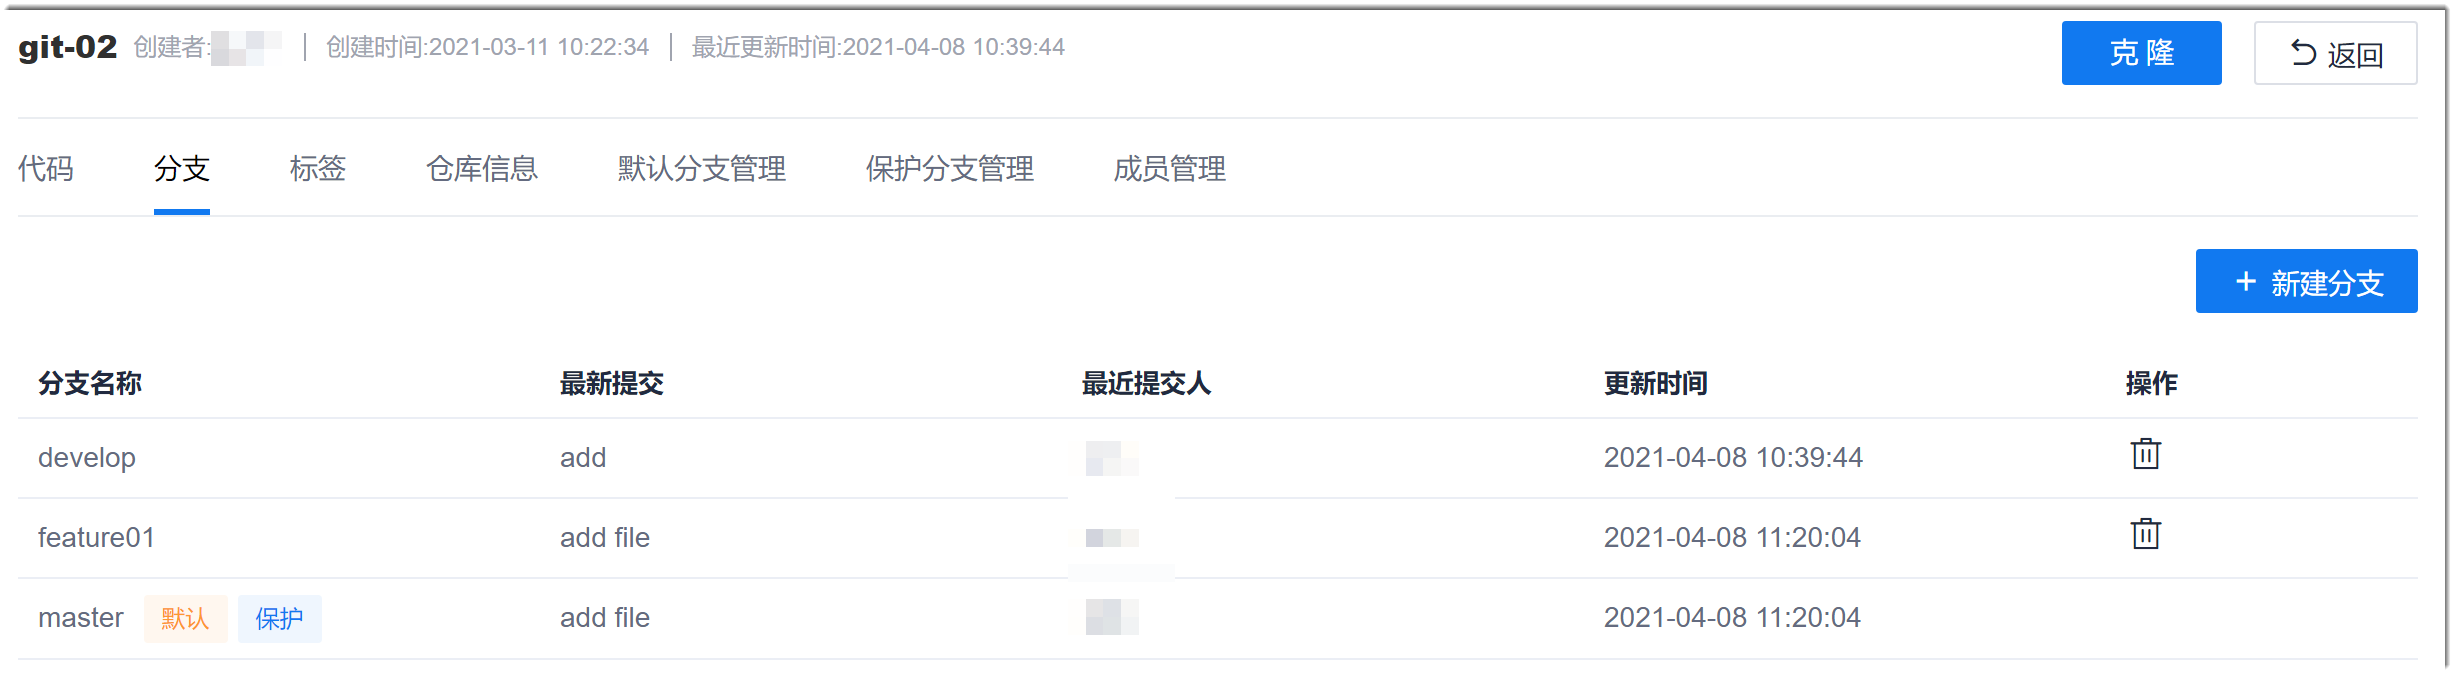 git-02 创建者: 创建时间:2021-03-11 10:22:34 最近更新时间:2021-04-08 10:39:44 克 隆 返回
代码 分支 标签 仓库信息 默认分支管理 保护分支管理 成员管理
+ 新建分支
分支名称 最新提交 最近提交人 更新时间 操作
develop add 2021-04-08 10:39:44
feature01 add file 2021-04-08 11:20:04
master 默认 保护 add file 2021-04-08 11:20:04